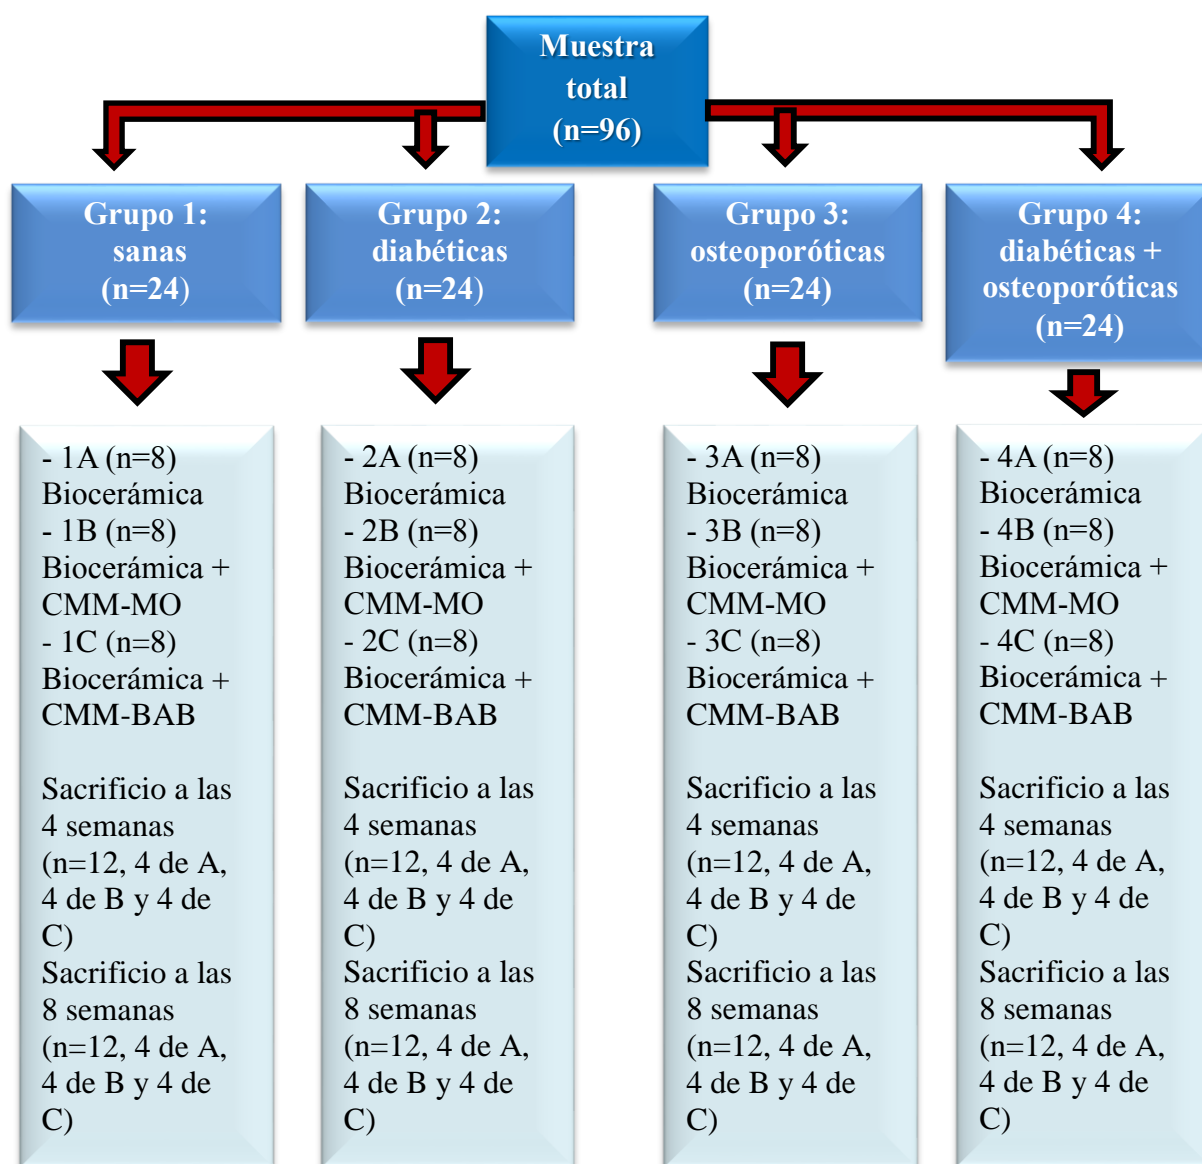 Muestra
total
(n=96)
Grupo 1:
sanas
(n=24)
Grupo 2:
diabéticas
(n=24)
Grupo 3:
osteoporóticas
(n=24)
Grupo 4:
diabéticas +
osteoporóticas
(n=24)
- 1A (n=8)
Biocerámica
- 1B (n=8)
Biocerámica +
CMM-MO
- 1C (n=8)
Biocerámica +
CMM-BAB
Sacrificio a las
4 semanas
(n=12, 4 de A,
4 de B y 4 de
C)
Sacrificio a las
8 semanas
(n=12, 4 de A,
4 de B y 4 de
C)
- 2A (n=8)
Biocerámica
- 2B (n=8)
Biocerámica +
CMM-MO
- 2C (n=8)
Biocerámica +
CMM-BAB
Sacrificio a las
4 semanas
(n=12, 4 de A,
4 de B y 4 de
C)
Sacrificio a las
8 semanas
(n=12, 4 de A,
4 de B y 4 de
C)
- 3A (n=8)
Biocerámica
- 3B (n=8)
Biocerámica +
CMM-MO
- 3C (n=8)
Biocerámica +
CMM-BAB
Sacrificio a las
4 semanas
(n=12, 4 de A,
4 de B y 4 de
C)
Sacrificio a las
8 semanas
(n=12, 4 de A,
4 de B y 4 de
C)
- 4A (n=8)
Biocerámica
- 4B (n=8)
Biocerámica +
CMM-MO
- 4C (n=8)
Biocerámica +
CMM-BAB
Sacrificio a las
4 semanas
(n=12, 4 de A,
4 de B y 4 de
C)
Sacrificio a las
8 semanas
(n=12, 4 de A,
4 de B y 4 de
C)